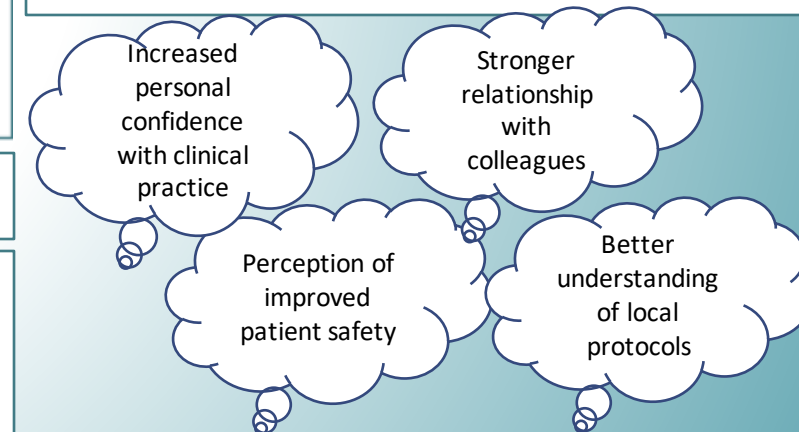 Increased
personal
confidence
with clinical
practice
Stronger
relationship
with
colleagues
Perception of
improved
patient safety
Better
understanding
of local
protocols